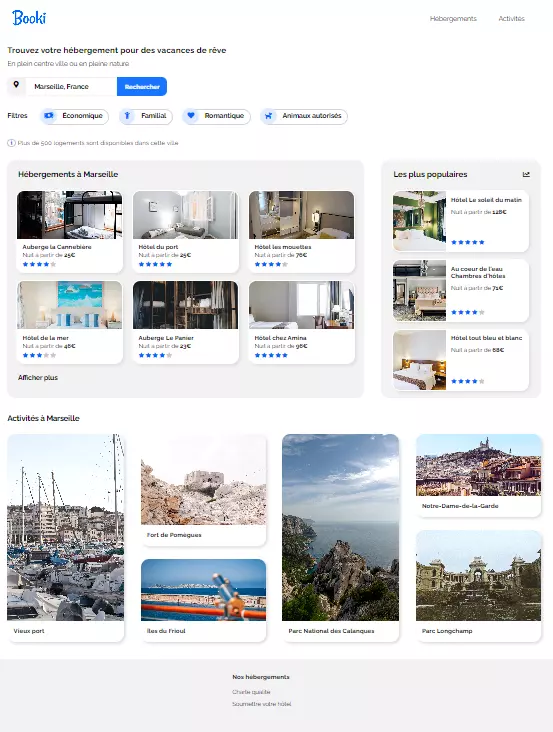 Booki
Hébergements
Activités
Trouvez votre hébergement pour des vacances de rêve
En plein centre ville ou en pleine nature
Marseille, France
Rechercher
Filtres
Économique
Familial
Romantique
Animaux autorisés
Plus de 500 logements sont disponibles dans cette ville
Hébergements à Marseille
Auberge la Cannebière
Nuit à partir de 25€
Hôtel du port
Nuit à partir de 25€
Hôtel les mouettes
Nuit à partir de 76€
Hôtel de la mer
Nuit à partir de 46€
Auberge Le Panier
Nuit à partir de 23€
Hôtel chez Amina
Nuit à partir de 96€
Afficher plus
Les plus populaires
Hôtel Le soleil du matin
Nuit à partir de 128€
Au coeur de l'eau
Chambres d'hôtes
Nuit à partir de 71€
Hôtel tout bleu et blanc
Nuit à partir de 68€
Activités à Marseille
Vieux port
Fort de Pomègues
Îles du Frioul
Parc National des Calanques
Notre-Dame-de-la-Garde
Parc Longchamp
Nos hébergements
Charte qualité
Soumettre votre hôtel